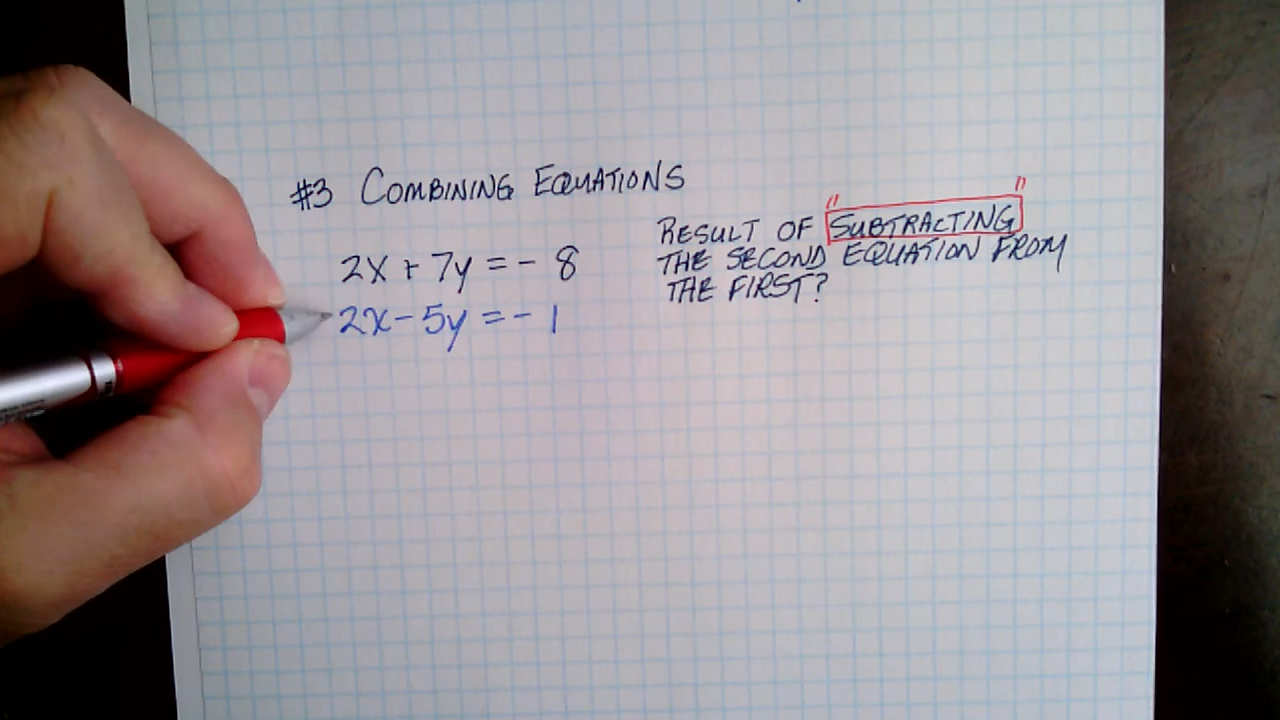 #3 COMBINING EQUATIONS
2x + 7y = - 8
2x - 5y = - 1
RESULT OF "SUBTRACTING"
THE SECOND EQUATION FROM
THE FIRST?